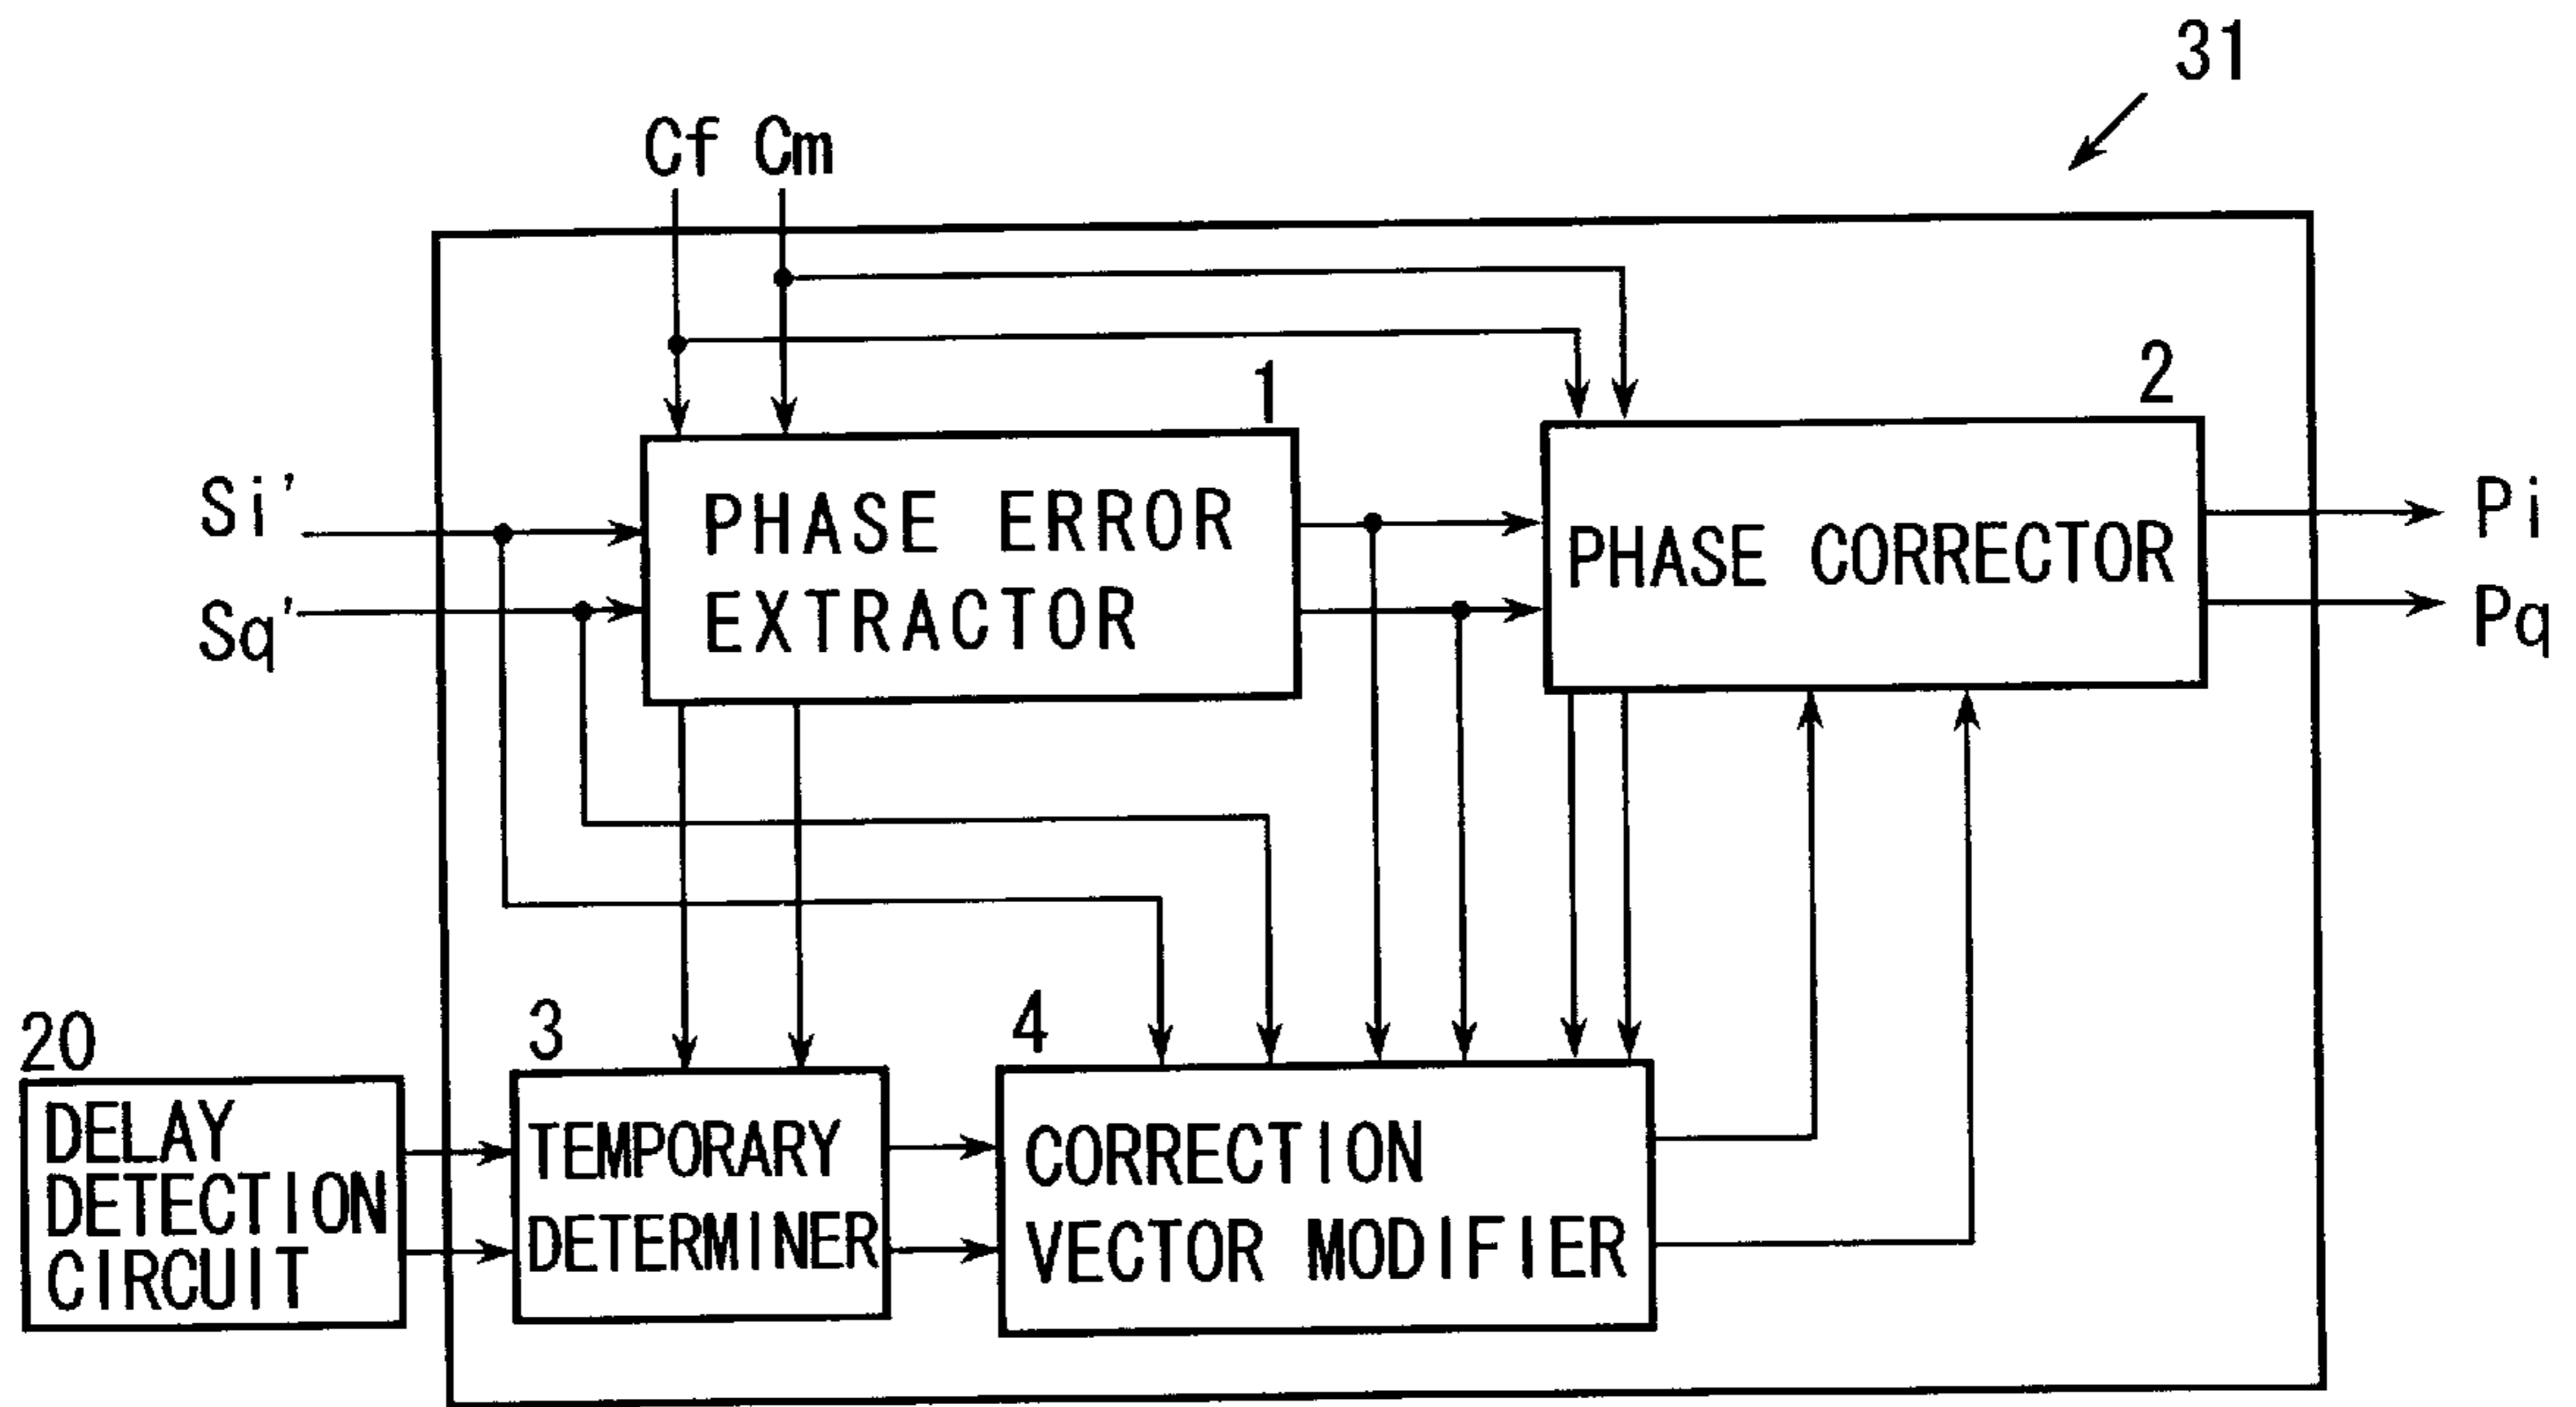 31
Cf Cm
1
2
Si'
Sq'
PHASE ERROR
EXTRACTOR
PHASE CORRECTOR
Pi
Pq
20
3
4
DELAY
DETECTION
CIRCUIT
TEMPORARY
DETERMINER
CORRECTION
VECTOR MODIFIER